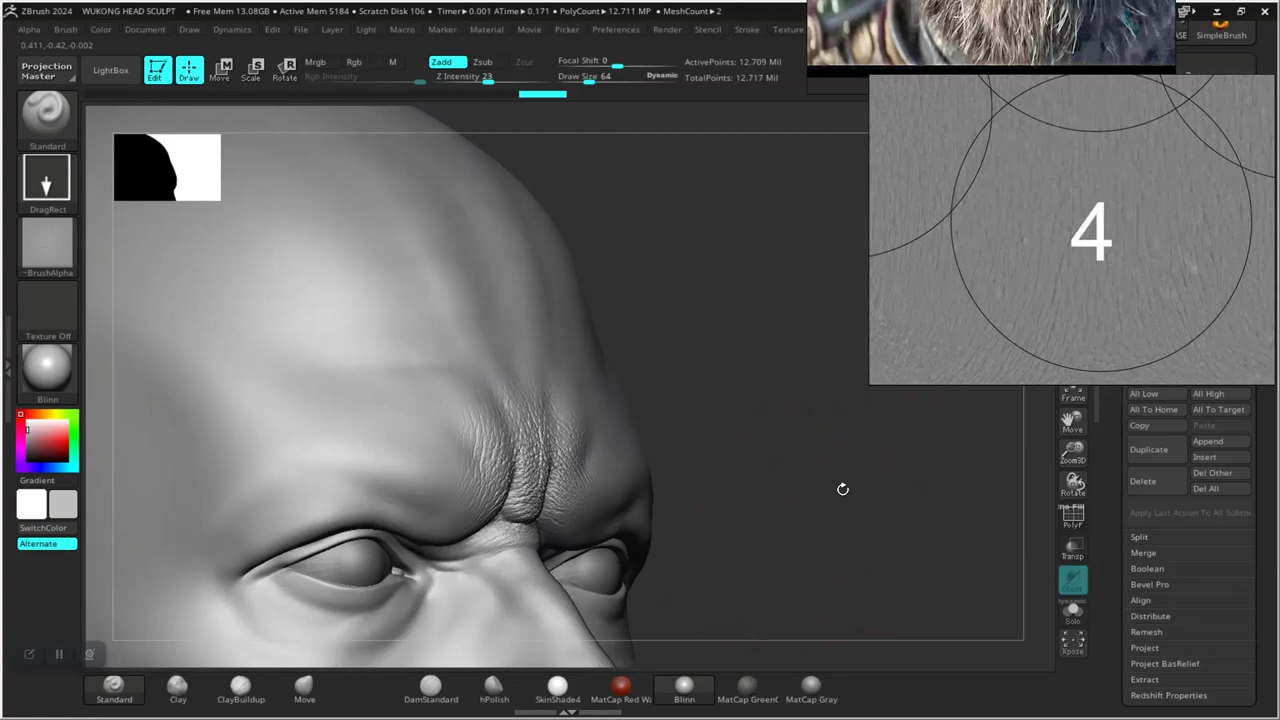 ZBrush 2024 WUKONG HEAD SCULPT • Free Mem 13.08GB • Active Mem 5184 • Scratch Disk 106 • Timer▸0.001 ATime▸0.171 • PolyCount▸12.711 MP • MeshCount▸2
Alpha Brush Color Document Draw Dynamics Edit File Layer Light Macro Marker Material Movie Picker Preferences Render Stencil Stroke Texture
0.411,-0.42,-0.002
SimpleBrush
Projection Master
LightBox
Edit
Draw
Move
Scale
Rotate
Mrgb Rgb M
Rgb Intensity
Zadd Zsub Zcut
Z Intensity 23
Focal Shift 0
Draw Size 64 Dynamic
ActivePoints: 12.709 Mil
TotalPoints: 12.717 Mil
Standard
DragRect
~BrushAlpha
Texture Off
Blinn
Gradient
SwitchColor
Alternate
4
Frame
Move
Zoom3D
Rotate
PolyF
Transp
Solo
Xpose
All Low All High
All To Home All To Target
Copy Paste
Duplicate Append
Insert
Delete Del Other
Del All
Split
Merge
Boolean
Bevel Pro
Align
Distribute
Remesh
Project
Project BasRelief
Extract
Redshift Properties
Standard Clay ClayBuildup Move DamStandard hPolish SkinShade4 MatCap Red Wa Blinn MatCap GreenC MatCap Gray